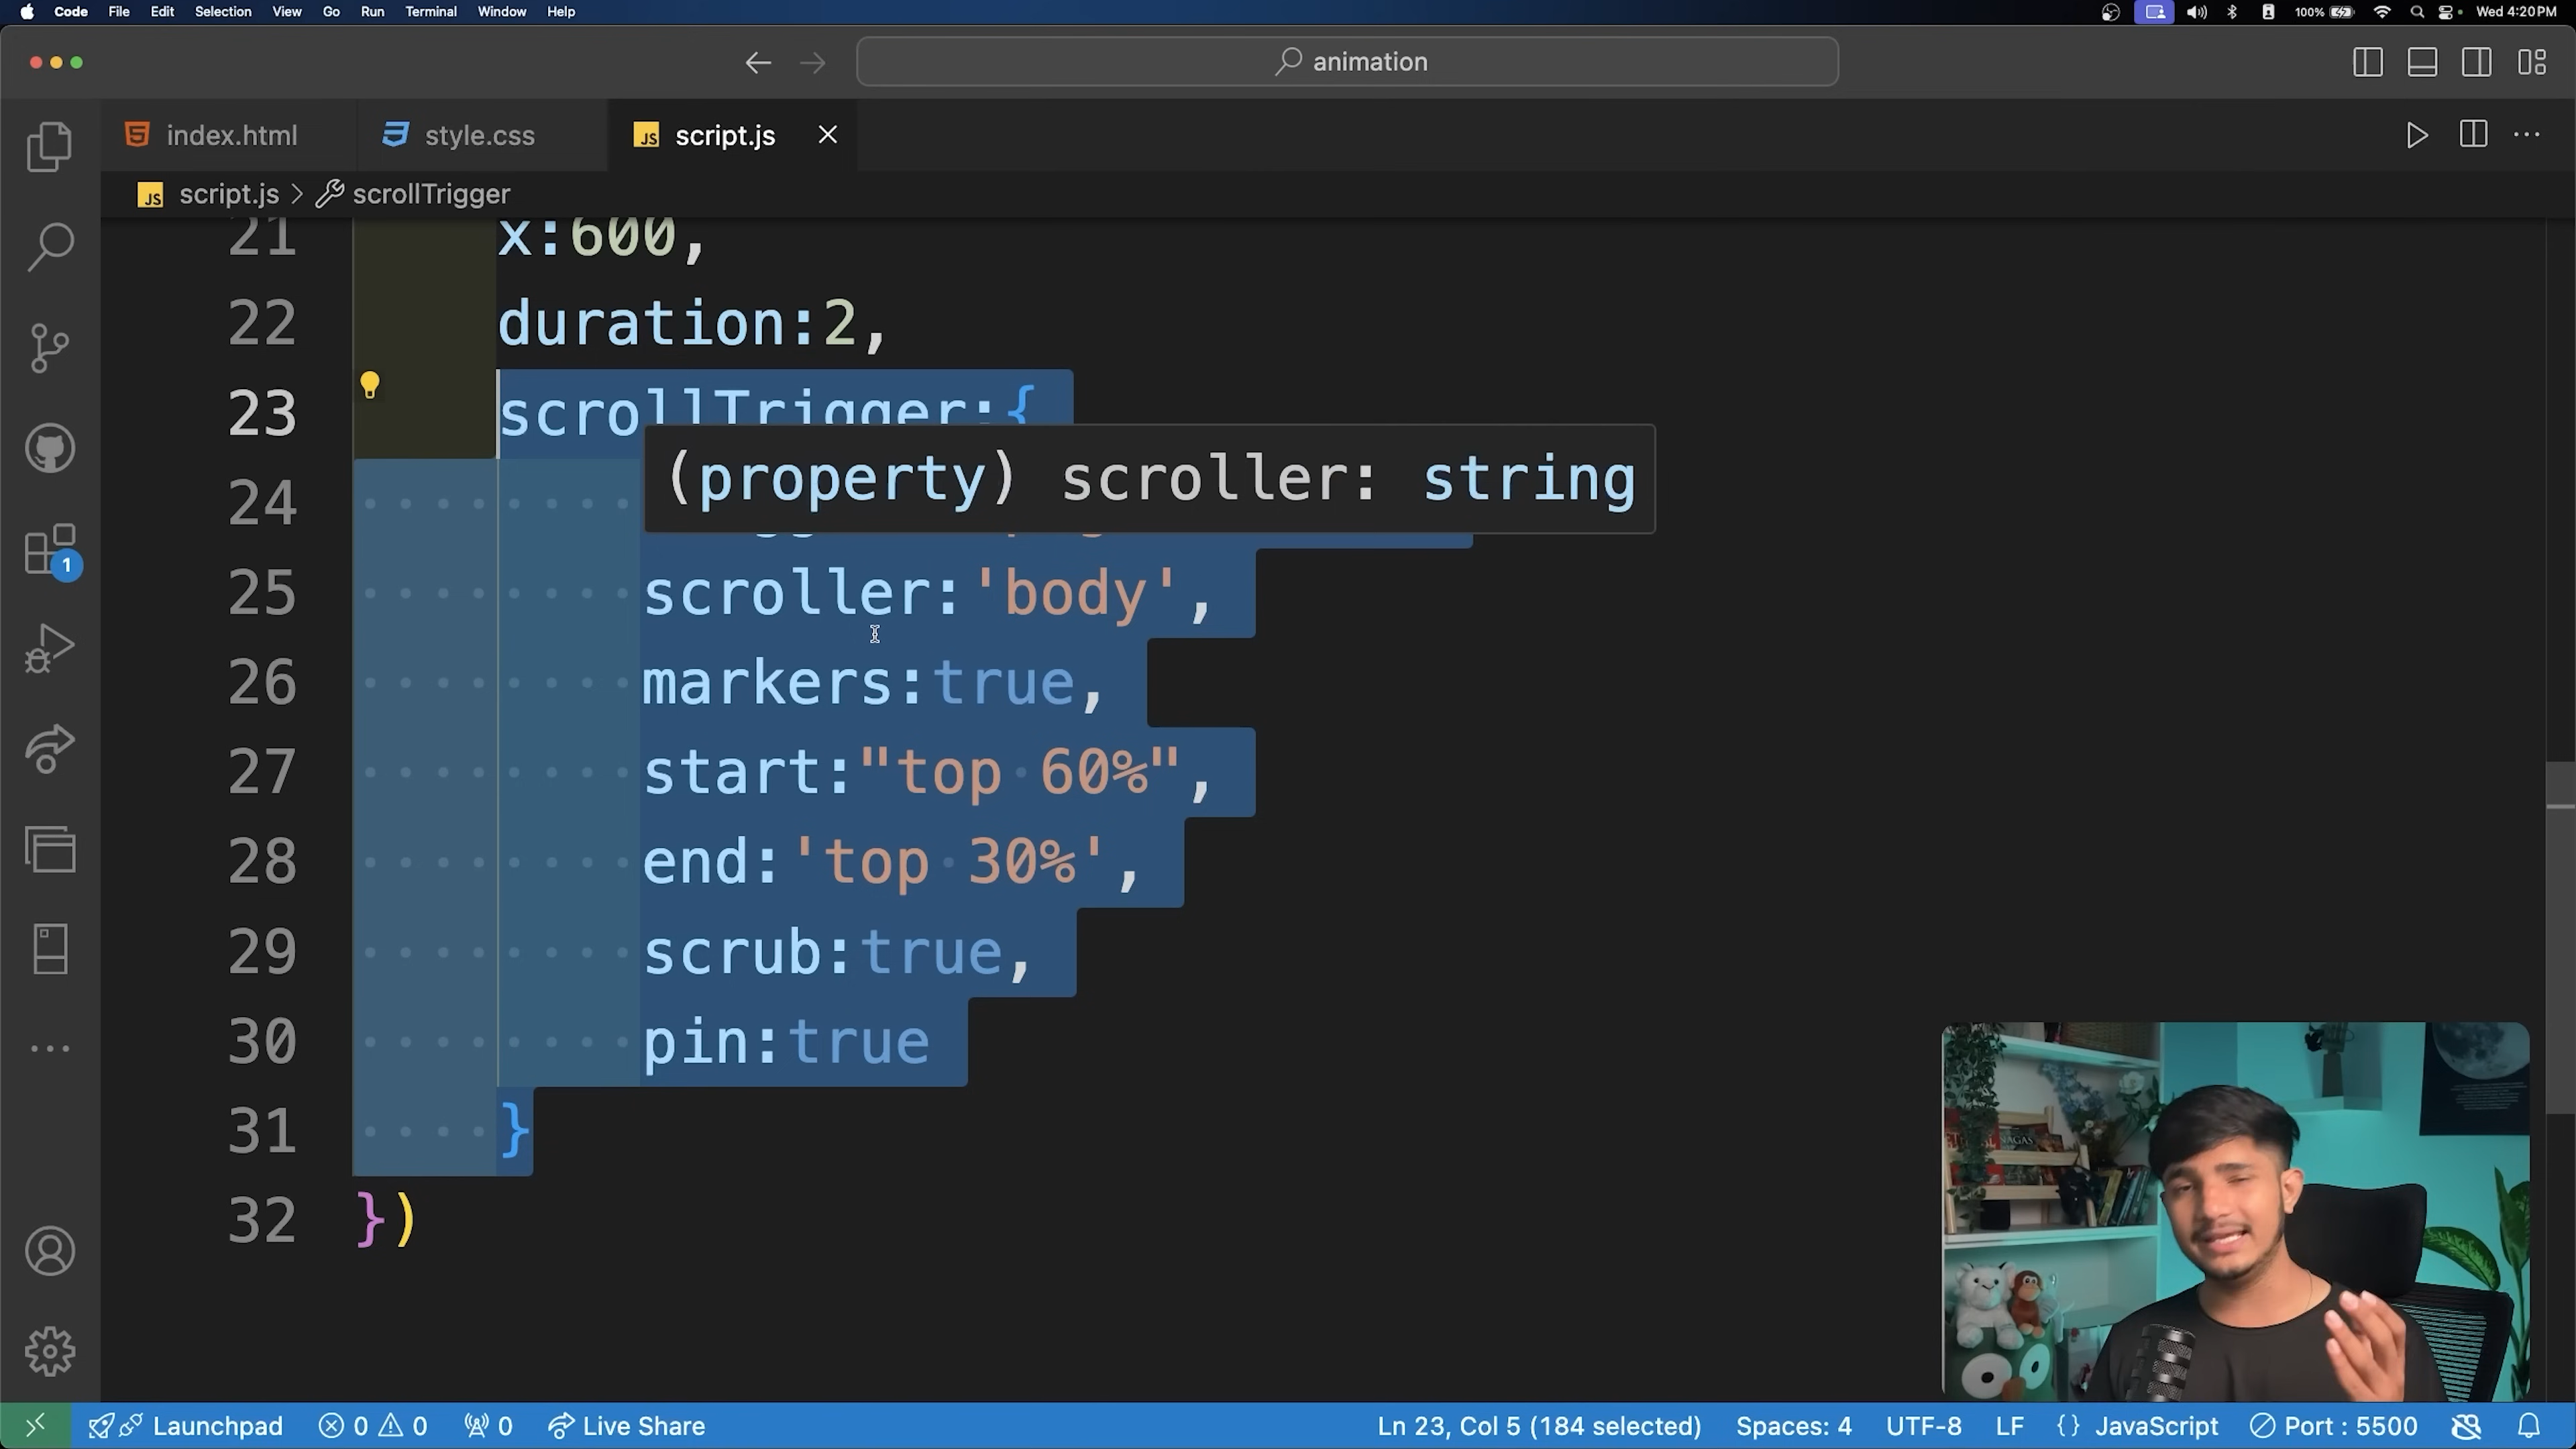 Code File Edit Selection View Go Run Terminal Window Help 100% Wed 4:20 PM
animation
index.html style.css script.js
script.js > scrollTrigger
21 x:600,
22 duration:2,
23 scrollTrigger:{
(property) scroller: string
24
25 scroller:'body',
26 markers:true,
27 start:"top 60%",
28 end:'top 30%',
29 scrub:true,
30 pin:true
31 }
32 })
1
NAGAS
Launchpad 0 0 0 Live Share Ln 23, Col 5 (184 selected) Spaces: 4 UTF-8 LF {} JavaScript Port : 5500